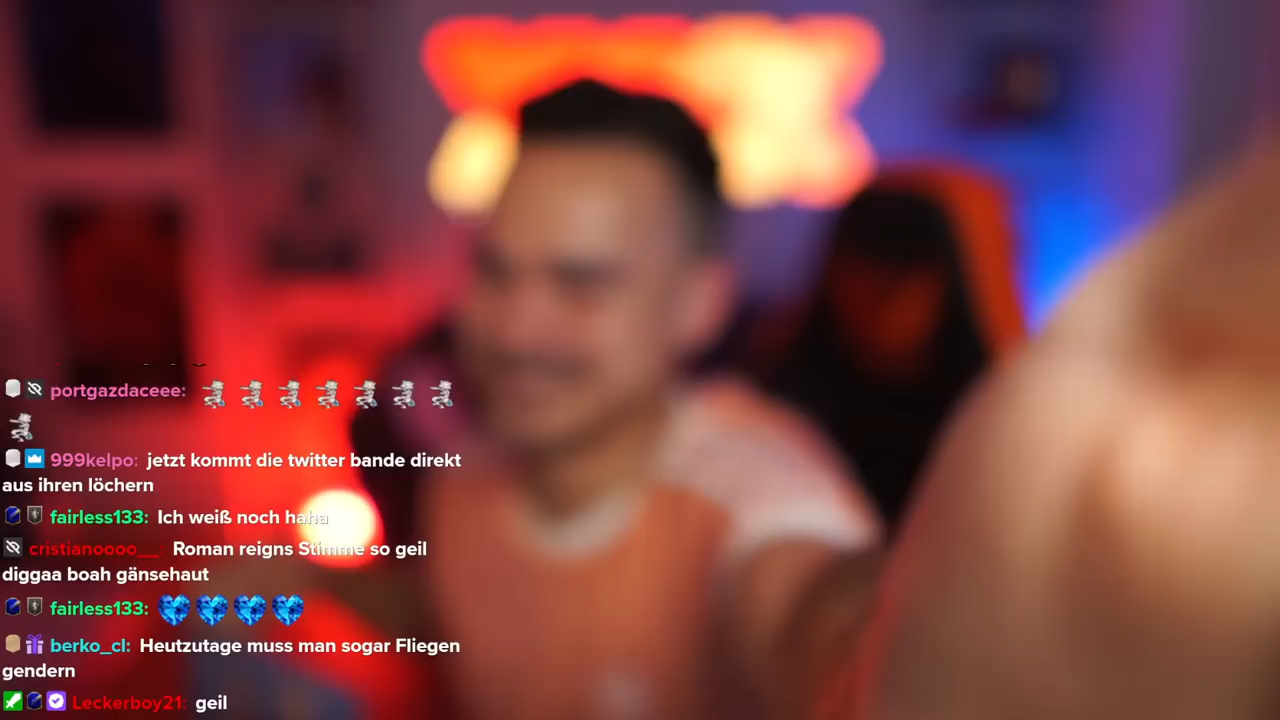 portgazdaceee:
999kelpo: jetzt kommt die twitter bande direkt
aus ihren löchern
fairless133: Ich weiß noch haha
cristianoooo__: Roman reigns Stimme so geil
diggaa boah gänsehaut
fairless133:
berko_cl: Heutzutage muss man sogar Fliegen
gendern
Leckerboy21: geil